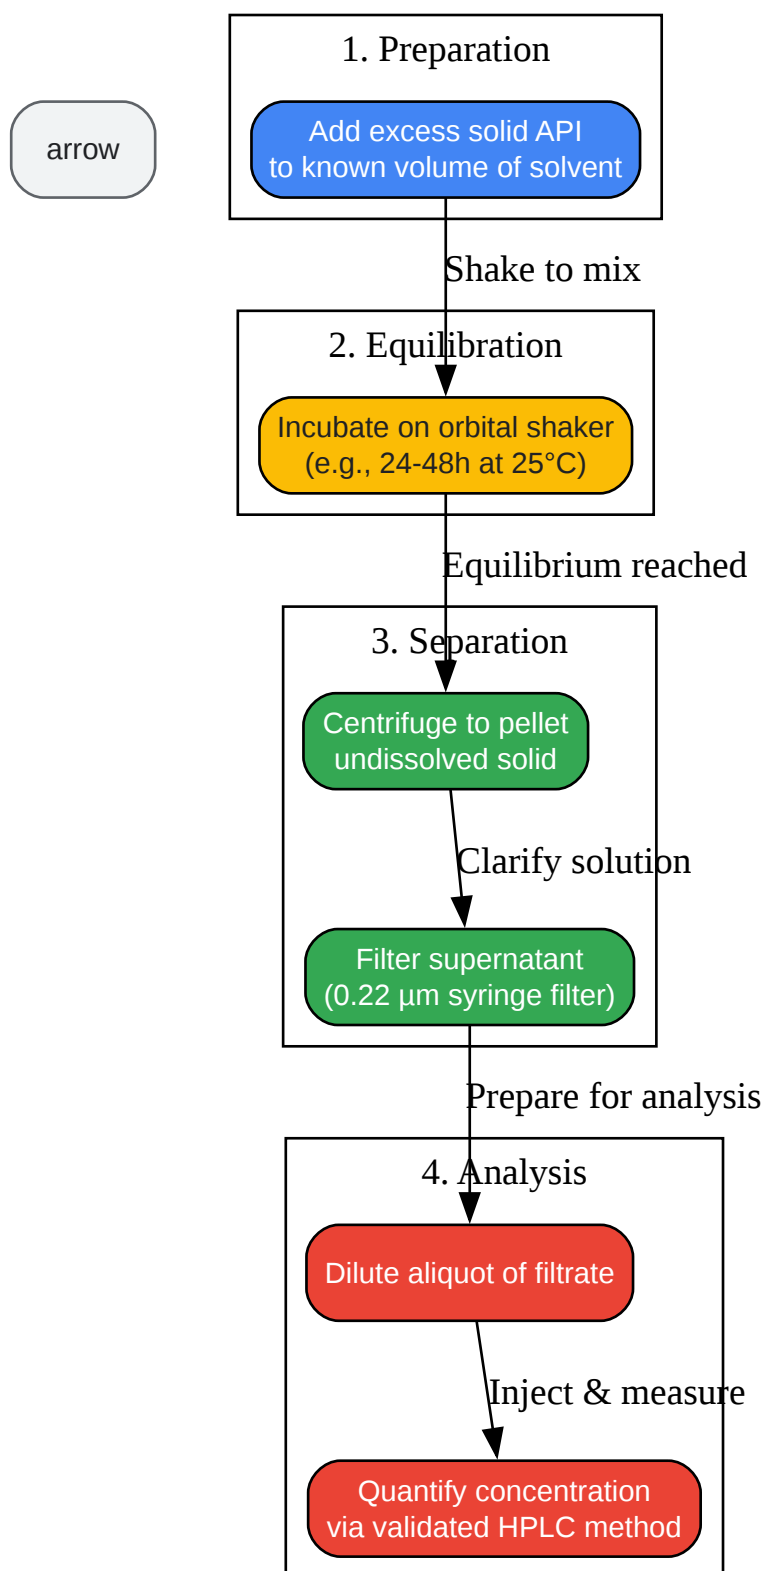 1. Preparation
arrow
Add excess solid API
to known volume of solvent
Shake to mix
2. Equilibration
Incubate on orbital shaker
(e.g., 24-48h at 25°C)
Equilibrium reached
3. Separation
Centrifuge to pellet
undissolved solid
Clarify solution
Filter supernatant
(0.22 µm syringe filter)
Prepare for analysis
4. Analysis
Dilute aliquot of filtrate
Inject & measure
Quantify concentration
via validated HPLC method